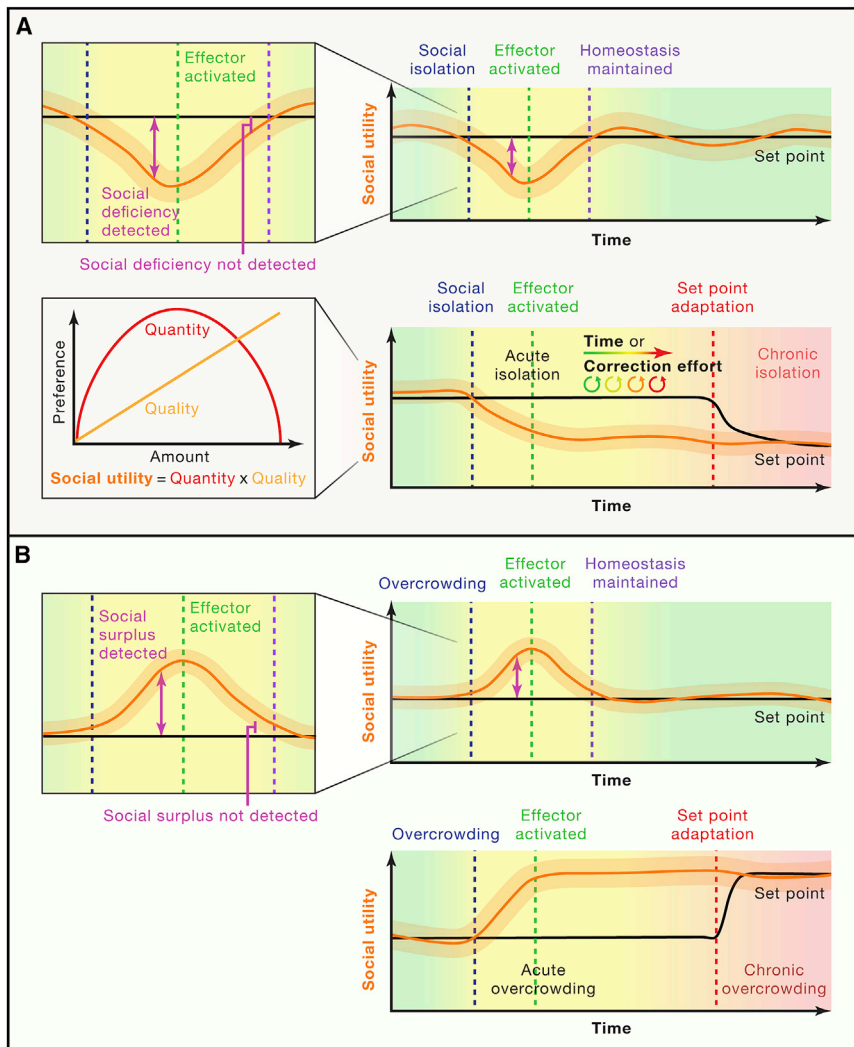 A
Effector
activated
Social
deficiency
detected
Social deficiency not detected
Social
isolation
Effector
activated
Homeostasis
maintained
Social utility
Set point
Time
Preference
Quantity
Quality
Amount
Social utility = Quantity x Quality
Social
isolation
Effector
activated
Set point
adaptation
Social utility
Acute
isolation
Time or
Correction effort
Chronic
isolation
Set point
Time
B
Social
surplus
detected
Effector
activated
Social surplus not detected
Overcrowding
Effector
activated
Homeostasis
maintained
Social utility
Set point
Time
Overcrowding
Effector
activated
Set point
adaptation
Social utility
Set point
Acute
overcrowding
Chronic
overcrowding
Time